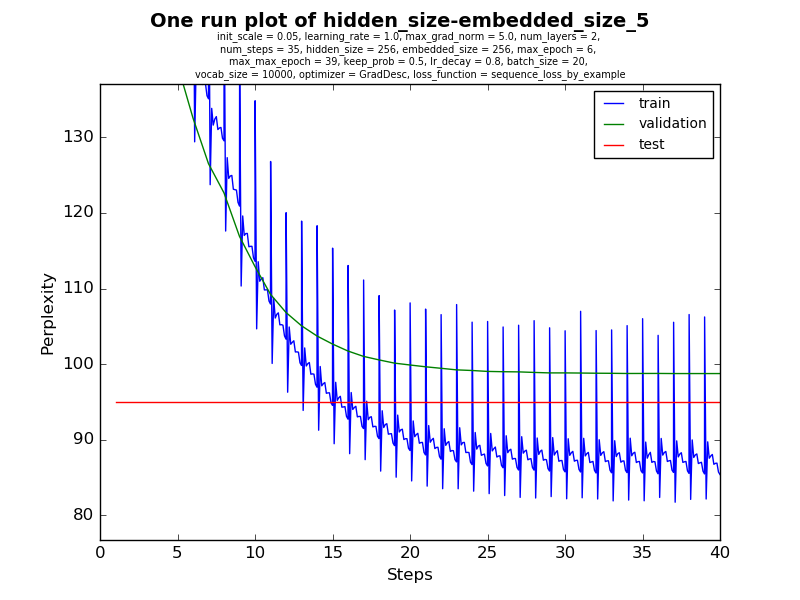 One run plot of hidden_size-embedded_size_5
init_scale = 0.05, learning_rate = 1.0, max_grad_norm = 5.0, num_layers = 2,
num_steps = 35, hidden_size = 256, embedded_size = 256, max_epoch = 6,
max_max_epoch = 39, keep_prob = 0.5, lr_decay = 0.8, batch_size = 20,
vocab_size = 10000, optimizer = GradDesc, loss_function = sequence_loss_by_example
train
validation
test
130
120
110
100
90
80
Perplexity
0 5 10 15 20 25 30 35 40
Steps